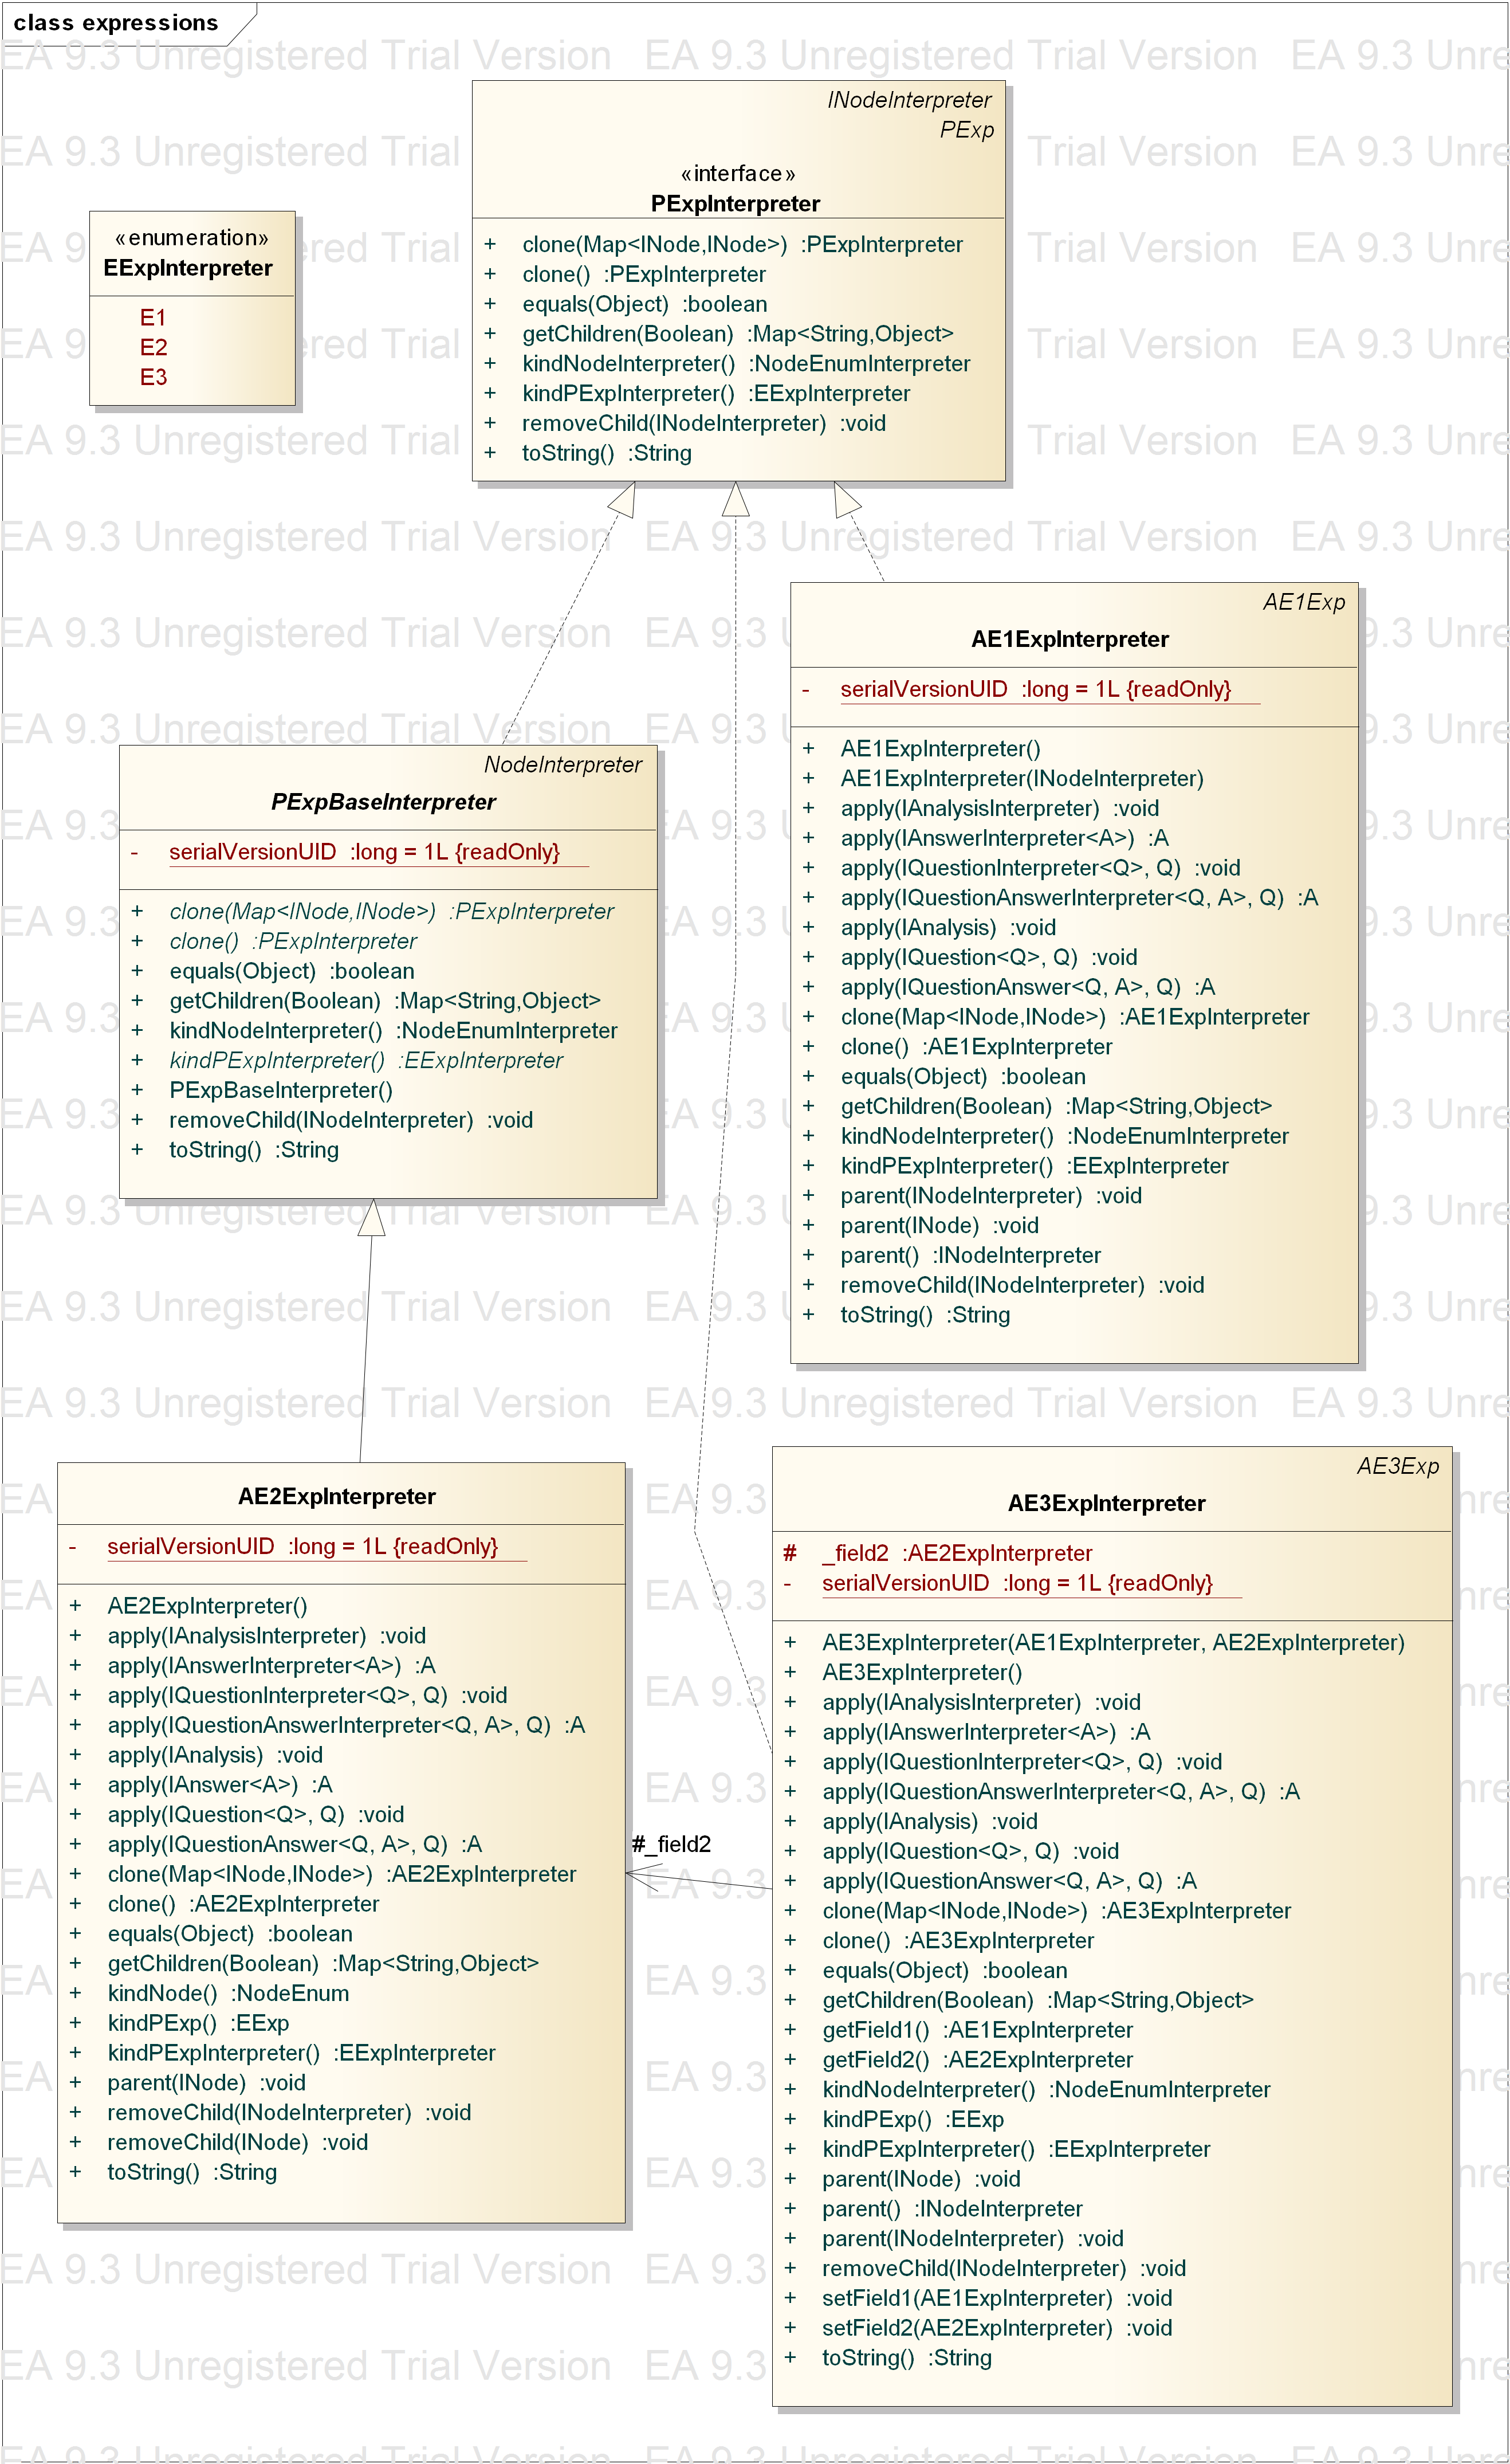 class expressions
EA 9.3 Unregistered Trial Version EA 9.3 Unregistered Trial Version EA 9.3 Unre
INodeInterpreter
PExp
«interface»
PExpInterpreter
+ clone(Map<INode,INode>) :PExpInterpreter
+ clone() :PExpInterpreter
+ equals(Object) :boolean
+ getChildren(Boolean) :Map<String,Object>
+ kindNodeInterpreter() :NodeEnumInterpreter
+ kindPExpInterpreter() :EExpInterpreter
+ removeChild(INodeInterpreter) :void
+ toString() :String
«enumeration»
EExpInterpreter
E1
E2
E3
AE1Exp
AE1ExpInterpreter
- serialVersionUID :long = 1L {readOnly}
+ AE1ExpInterpreter()
+ AE1ExpInterpreter(INodeInterpreter)
+ apply(IAnalysisInterpreter) :void
+ apply(IAnswerInterpreter<A>) :A
+ apply(IQuestionInterpreter<Q>, Q) :void
+ apply(IQuestionAnswerInterpreter<Q, A>, Q) :A
+ apply(IAnalysis) :void
+ apply(IQuestion<Q>, Q) :void
+ apply(IQuestionAnswer<Q, A>, Q) :A
+ clone(Map<INode,INode>) :AE1ExpInterpreter
+ clone() :AE1ExpInterpreter
+ equals(Object) :boolean
+ getChildren(Boolean) :Map<String,Object>
+ kindNodeInterpreter() :NodeEnumInterpreter
+ kindPExpInterpreter() :EExpInterpreter
+ parent(INodeInterpreter) :void
+ parent(INode) :void
+ parent() :INodeInterpreter
+ removeChild(INodeInterpreter) :void
+ toString() :String
NodeInterpreter
PExpBaseInterpreter
- serialVersionUID :long = 1L {readOnly}
+ clone(Map<INode,INode>) :PExpInterpreter
+ clone() :PExpInterpreter
+ equals(Object) :boolean
+ getChildren(Boolean) :Map<String,Object>
+ kindNodeInterpreter() :NodeEnumInterpreter
+ kindPExpInterpreter() :EExpInterpreter
+ PExpBaseInterpreter()
+ removeChild(INodeInterpreter) :void
+ toString() :String
AE2ExpInterpreter
- serialVersionUID :long = 1L {readOnly}
+ AE2ExpInterpreter()
+ apply(IAnalysisInterpreter) :void
+ apply(IAnswerInterpreter<A>) :A
+ apply(IQuestionInterpreter<Q>, Q) :void
+ apply(IQuestionAnswerInterpreter<Q, A>, Q) :A
+ apply(IAnalysis) :void
+ apply(IAnswer<A>) :A
+ apply(IQuestion<Q>, Q) :void
+ apply(IQuestionAnswer<Q, A>, Q) :A
+ clone(Map<INode,INode>) :AE2ExpInterpreter
+ clone() :AE2ExpInterpreter
+ equals(Object) :boolean
+ getChildren(Boolean) :Map<String,Object>
+ kindNode() :NodeEnum
+ kindPExp() :EExp
+ kindPExpInterpreter() :EExpInterpreter
+ parent(INode) :void
+ removeChild(INodeInterpreter) :void
+ removeChild(INode) :void
+ toString() :String
#_field2
AE3Exp
AE3ExpInterpreter
# _field2 :AE2ExpInterpreter
- serialVersionUID :long = 1L {readOnly}
+ AE3ExpInterpreter(AE1ExpInterpreter, AE2ExpInterpreter)
+ AE3ExpInterpreter()
+ apply(IAnalysisInterpreter) :void
+ apply(IAnswerInterpreter<A>) :A
+ apply(IQuestionInterpreter<Q>, Q) :void
+ apply(IQuestionAnswerInterpreter<Q, A>, Q) :A
+ apply(IAnalysis) :void
+ apply(IQuestion<Q>, Q) :void
+ apply(IQuestionAnswer<Q, A>, Q) :A
+ clone(Map<INode,INode>) :AE3ExpInterpreter
+ clone() :AE3ExpInterpreter
+ equals(Object) :boolean
+ getChildren(Boolean) :Map<String,Object>
+ getField1() :AE1ExpInterpreter
+ getField2() :AE2ExpInterpreter
+ kindNodeInterpreter() :NodeEnumInterpreter
+ kindPExp() :EExp
+ kindPExpInterpreter() :EExpInterpreter
+ parent(INode) :void
+ parent() :INodeInterpreter
+ parent(INodeInterpreter) :void
+ removeChild(INodeInterpreter) :void
+ setField1(AE1ExpInterpreter) :void
+ setField2(AE2ExpInterpreter) :void
+ toString() :String